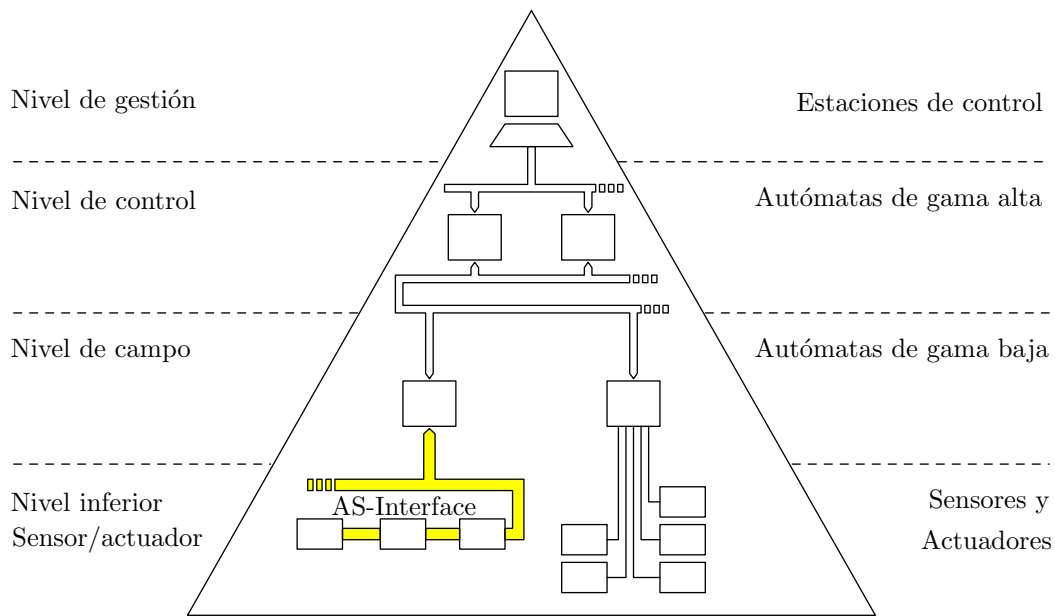 Nivel de gestión
Estaciones de control
Nivel de control
Autómatas de gama alta
Nivel de campo
Autómatas de gama baja
Nivel inferior
Sensor/actuador
AS-Interface
Sensores y
Actuadores